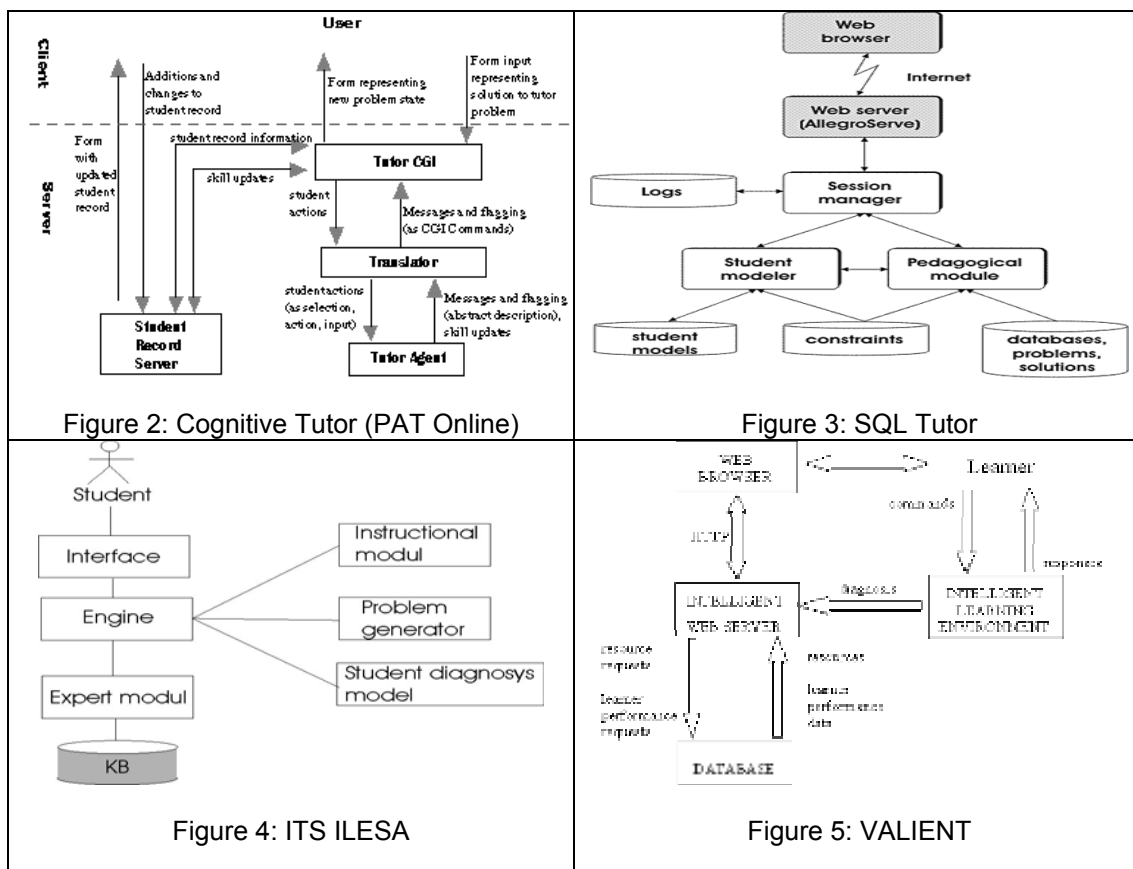 User
Client
Additions and
changes to
student record
Form representing
new problem state
Form input
representing
solution to tutor
problem
Form
with
updated
student
record
student record information
Tutor CGI
skill updates
Server
student
actions
Messages and flagging
(as CGI Commands)
Translator
student actions
(as selection,
action, input)
Messages and flagging
(abstract description),
skill updates
Student
Record
Server
Tutor Agent
Figure 2: Cognitive Tutor (PAT Online)
Web
browser
Internet
Web server
(AllegroServe)
Logs
Session
manager
Student
modeler
Pedagogical
module
student
models
constraints
databases,
problems,
solutions
Figure 3: SQL Tutor
Student
Interface
Engine
Expert modul
KB
Instructional
modul
Problem
generator
Student diagnosys
model
Figure 4: ITS ILESA
WEB
BROWSER
Learner
commands
HTTP
responses
diagnosis
INTELLIGENT
WEB SERVER
INTELLIGENT
LEARNING
ENVIRONMENT
resource
requests
resources
learner
performance
requests
learner
performance
data
DATABASE
Figure 5: VALIENT